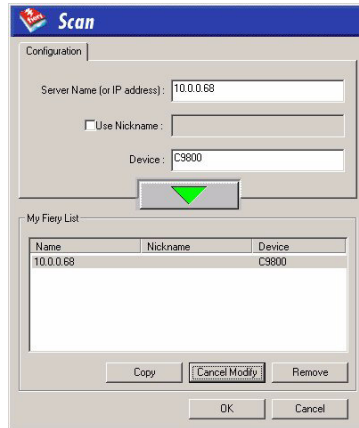 fiery
Scan
Configuration
Server Name (or IP address) : 10.0.0.68
Use Nickname :
Device : C9800
My Fiery List
Name Nickname Device
10.0.0.68 C9800
Copy Cancel Modify Remove
OK Cancel